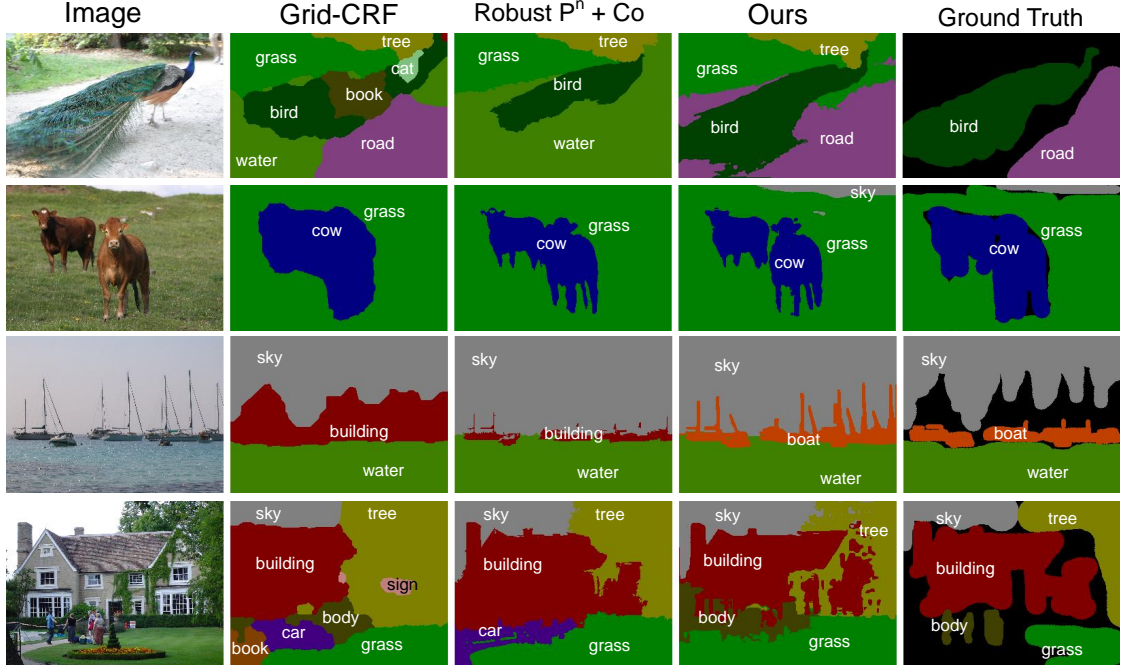 Image Grid-CRF Robust Pⁿ + Co Ours Ground Truth
tree tree
grass grass tree
cat grass
book bird
bird bird bird
road road road
water water
sky
grass grass grass grass
cow cow cow cow
sky sky sky sky
building building boat boat
water water water water
sky tree sky tree sky tree sky tree
building building building building
sign
body body body
car car
book grass grass grass grass